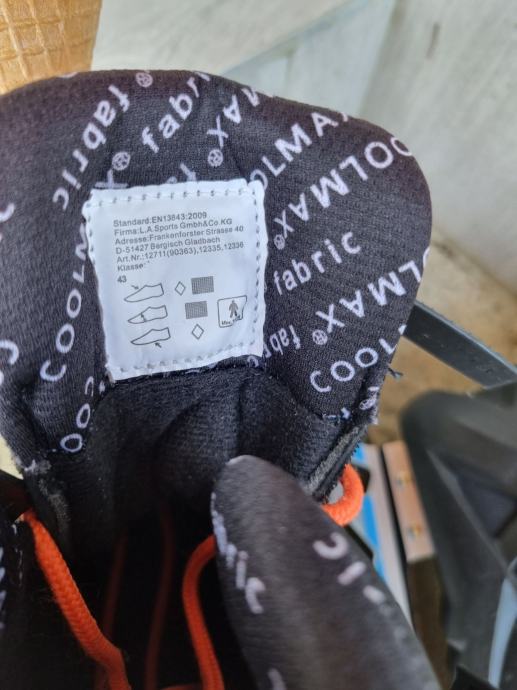 fabric
fabric
COOLMAX®
COOLMAX®
fabric
COOLMAX®
fabric
Standard:EN13843:2009
Firma:L.A.Sports GmbH&Co.KG
Adresse:Frankenforster Strasse 40
D-51427 Bergisch Gladbach
Art.Nr.:12711(90363),12335,12336
Klasse:
43